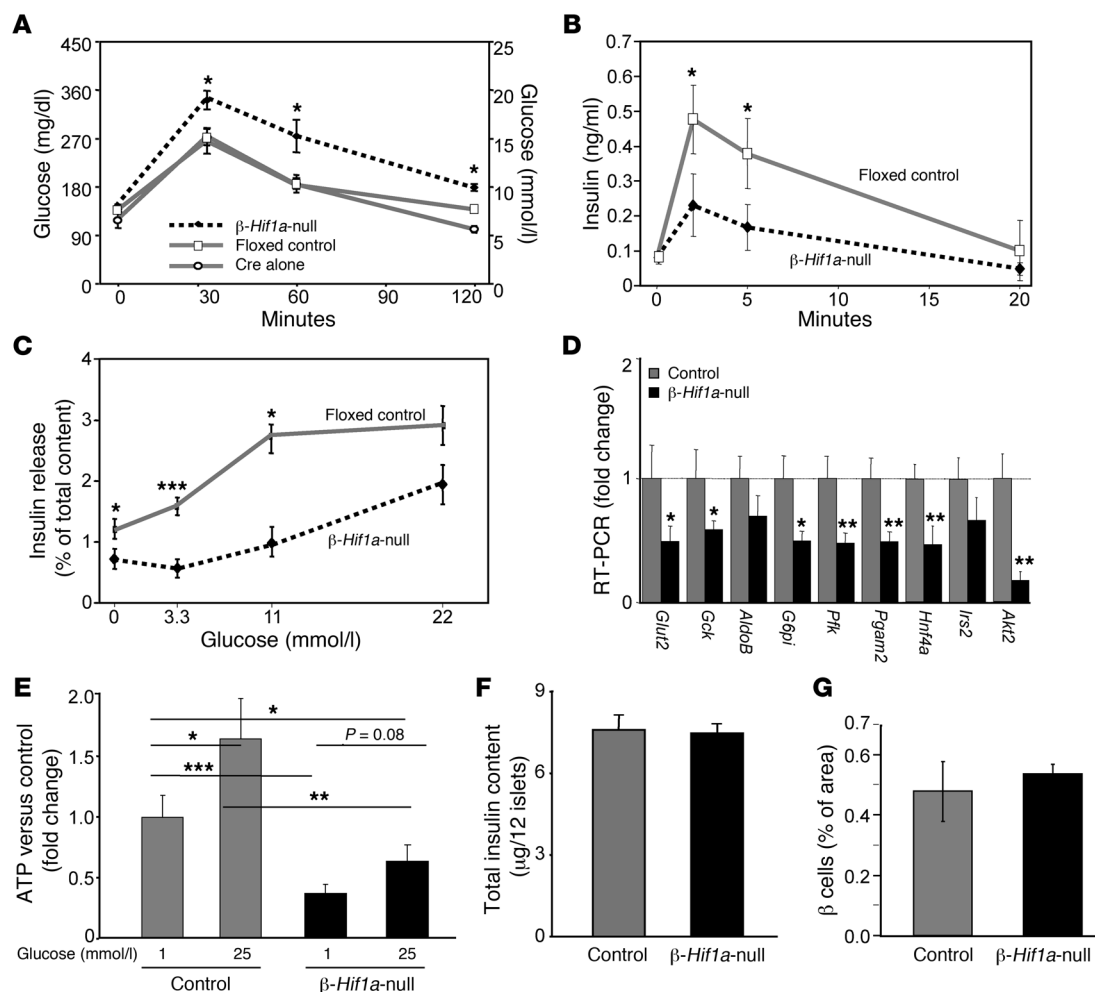 A
Glucose (mg/dl)
450
360
270
180
90
0
25
20
15
10
5
0
Glucose (mmol/l)
*
*
*
β-Hif1a-null
Floxed control
Cre alone
0 30 60 90 120
Minutes
B
Insulin (ng/ml)
0.7
0.6
0.5
0.4
0.3
0.2
0.1
0
*
*
Floxed control
β-Hif1a-null
0 5 10 15 20
Minutes
C
Insulin release
(% of total content)
4
3
2
1
0
*
***
*
Floxed control
β-Hif1a-null
0 3.3 11 22
Glucose (mmol/l)
D
RT-PCR (fold change)
2
1
0
Control
β-Hif1a-null
* * * ** ** ** **
Glut2 Gck AldoB G6pi Pfk Pgam2 Hnf4a Irs2 Akt2
E
ATP versus control
(fold change)
2.0
1.5
1.0
0.5
0
*
*
P = 0.08
***
**
Glucose (mmol/l) 1 25 1 25
Control β-Hif1a-null
F
Total insulin content
(μg/12 islets)
9
6
3
0
Control β-Hif1a-null
G
β cells (% of area)
0.7
0.6
0.4
0.2
0.0
Control β-Hif1a-null